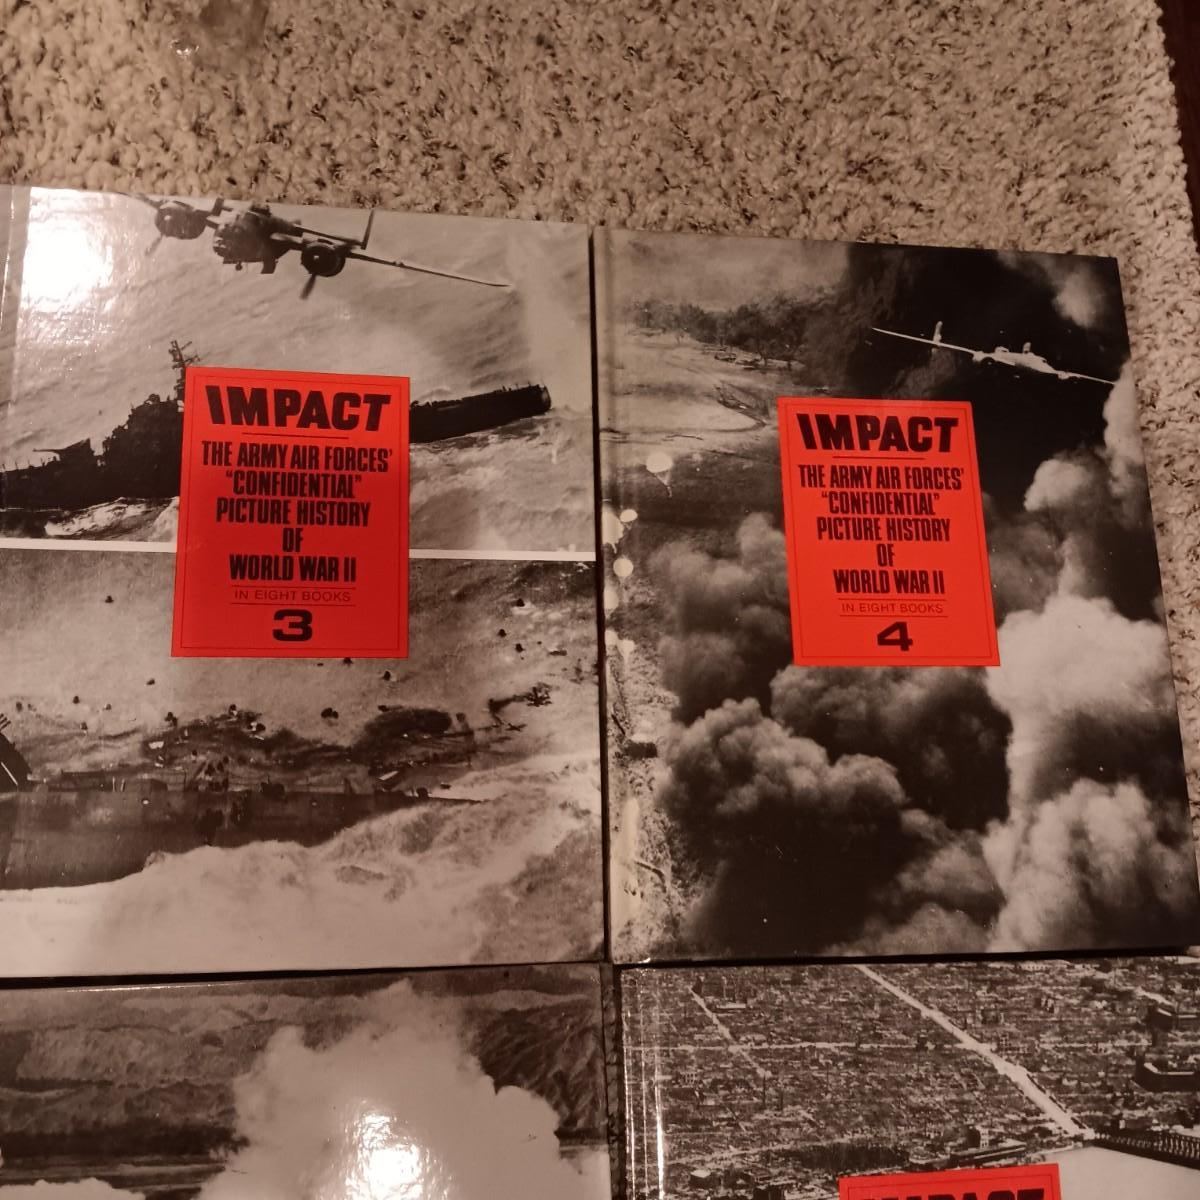 IMPACT
THE ARMY AIR FORCES'
"CONFIDENTIAL"
PICTURE HISTORY
OF
WORLD WAR II
IN EIGHT BOOKS
3
IMPACT
THE ARMY AIR FORCES'
"CONFIDENTIAL"
PICTURE HISTORY
OF
WORLD WAR II
IN EIGHT BOOKS
4
IMPACT